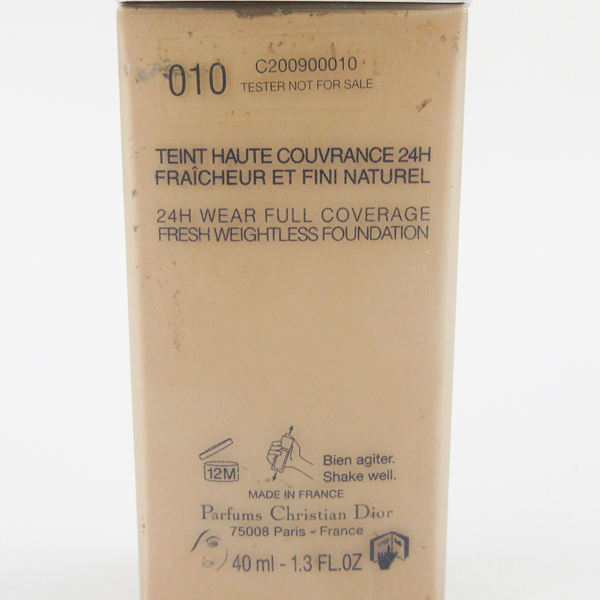 010
C200900010
TESTER NOT FOR SALE
TEINT HAUTE COUVRANCE 24H
FRAÎCHEUR ET FINI NATUREL
24H WEAR FULL COVERAGE
FRESH WEIGHTLESS FOUNDATION
12M
Bien agiter.
Shake well.
MADE IN FRANCE
Parfums Christian Dior
75008 Paris - France
40 ml - 1.3 FL.OZ